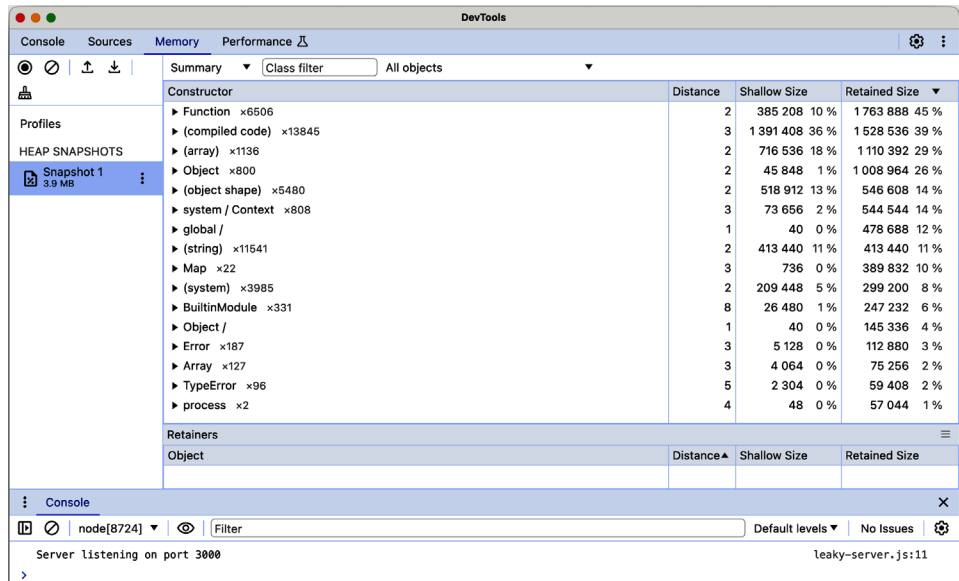 DevTools
Console Sources Memory Performance
Summary Class filter All objects
Profiles
HEAP SNAPSHOTS
Snapshot 1
3.9 MB
Constructor Distance Shallow Size Retained Size
Function ×6506 2 385 208 10 % 1 763 888 45 %
(compiled code) ×13845 3 1 391 408 36 % 1 528 536 39 %
(array) ×1136 2 716 536 18 % 1 110 392 29 %
Object ×800 2 45 848 1 % 1 008 964 26 %
(object shape) ×5480 2 518 912 13 % 546 608 14 %
system / Context ×808 3 73 656 2 % 544 544 14 %
global / 1 40 0 % 478 688 12 %
(string) ×11541 2 413 440 11 % 413 440 11 %
Map ×22 3 736 0 % 389 832 10 %
(system) ×3985 2 209 448 5 % 299 200 8 %
BuiltinModule ×331 8 26 480 1 % 247 232 6 %
Object / 1 40 0 % 145 336 4 %
Error ×187 3 5 128 0 % 112 880 3 %
Array ×127 3 4 064 0 % 75 256 2 %
TypeError ×96 5 2 304 0 % 59 408 2 %
process ×2 4 48 0 % 57 044 1 %
Retainers
Object Distance Shallow Size Retained Size
Console
node[8724] Filter Default levels No Issues
Server listening on port 3000 leaky-server.js:11